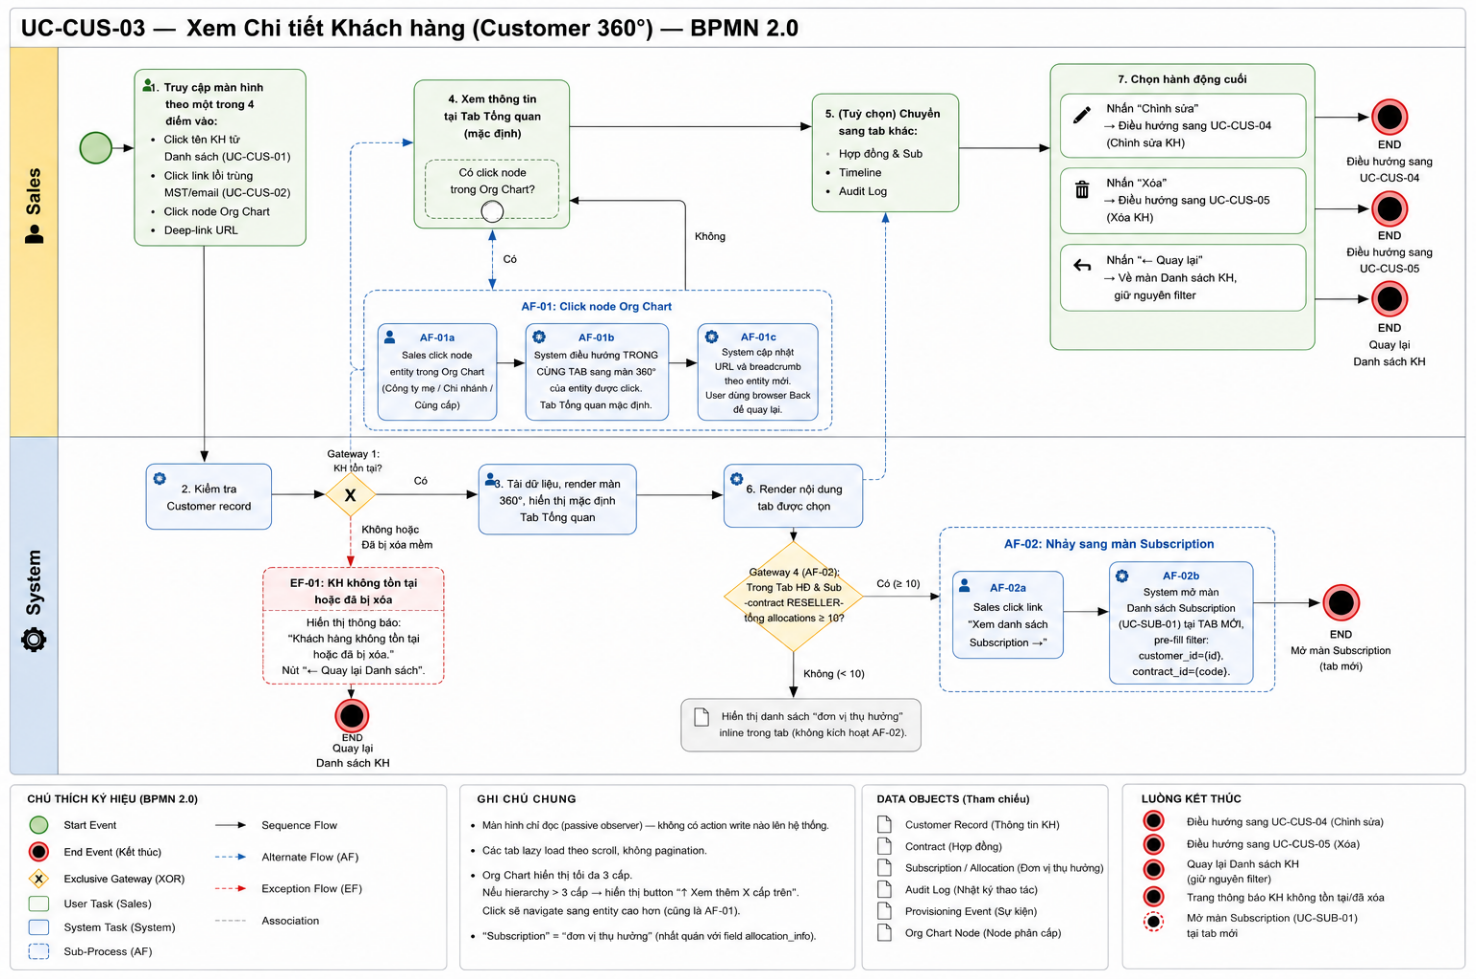 UC-CUS-03 — Xem Chi tiết Khách hàng (Customer 360°) — BPMN 2.0
Sales
1. Truy cập màn hình
theo một trong 4
điểm vào:
• Click tên KH từ
Danh sách (UC-CUS-01)
• Click link lỗi trùng
MST/email (UC-CUS-02)
• Click node Org Chart
• Deep-link URL
4. Xem thông tin
tại Tab Tổng quan
(mặc định)
Có click node
trong Org Chart?
Có
Không
5. (Tuỳ chọn) Chuyển
sang tab khác:
• Hợp đồng & Sub
• Timeline
• Audit Log
7. Chọn hành động cuối
Nhấn “Chỉnh sửa”
→ Điều hướng sang UC-CUS-04
(Chỉnh sửa KH)
Nhấn “Xóa”
→ Điều hướng sang UC-CUS-05
(Xóa KH)
Nhấn “← Quay lại”
→ Về màn Danh sách KH,
giữ nguyên filter
END
Điều hướng sang
UC-CUS-04
END
Điều hướng sang
UC-CUS-05
END
Quay lại
Danh sách KH
AF-01: Click node Org Chart
AF-01a
Sales click node
entity trong Org Chart
(Công ty mẹ / Chi nhánh /
Cùng cấp)
AF-01b
System điều hướng TRONG
CÙNG TAB sang màn 360°
của entity được click.
Tab Tổng quan mặc định.
AF-01c
System cập nhật
URL và breadcrumb
theo entity mới.
User dùng browser Back
để quay lại.
System
2. Kiểm tra
Customer record
Gateway 1:
KH tồn tại?
X
Có
Không hoặc
Đã bị xóa mềm
3. Tải dữ liệu, render màn
360°, hiển thị mặc định
Tab Tổng quan
6. Render nội dung
tab được chọn
EF-01: KH không tồn tại
hoặc đã bị xóa
Hiển thị thông báo:
“Khách hàng không tồn tại
hoặc đã bị xóa.”
Nút “← Quay lại Danh sách”.
END
Quay lại
Danh sách KH
Gateway 4 (AF-02):
Trong Tab HĐ & Sub
-contract RESELLER-
tổng allocations ≥ 10?
Có (≥ 10)
Không (< 10)
Hiển thị danh sách “đơn vị thụ hưởng”
inline trong tab (không kích hoạt AF-02).
AF-02: Nhảy sang màn Subscription
AF-02a
Sales click link
“Xem danh sách
Subscription →”
AF-02b
System mở màn
Danh sách Subscription
(UC-SUB-01) tại TAB MỚI,
pre-fill filter:
customer_id={id},
contract_id={code}.
END
Mở màn Subscription
(tab mới)
CHÚ THÍCH KÝ HIỆU (BPMN 2.0)
Start Event
End Event (Kết thúc)
X Exclusive Gateway (XOR)
User Task (Sales)
System Task (System)
Sub-Process (AF)
Sequence Flow
Alternate Flow (AF)
Exception Flow (EF)
Association
GHI CHÚ CHUNG
• Màn hình chỉ đọc (passive observer) — không có action write nào lên hệ thống.
• Các tab lazy load theo scroll, không pagination.
• Org Chart hiển thị tối đa 3 cấp.
Nếu hierarchy > 3 cấp → hiển thị button “↑ Xem thêm X cấp trên”.
Click sẽ navigate sang entity cao hơn (cũng là AF-01).
• “Subscription” = “đơn vị thụ hưởng” (nhất quán với field allocation_info).
DATA OBJECTS (Tham chiếu)
Customer Record (Thông tin KH)
Contract (Hợp đồng)
Subscription / Allocation (Đơn vị thụ hưởng)
Audit Log (Nhật ký thao tác)
Provisioning Event (Sự kiện)
Org Chart Node (Node phân cấp)
LUỒNG KẾT THÚC
Điều hướng sang UC-CUS-04 (Chỉnh sửa)
Điều hướng sang UC-CUS-05 (Xóa)
Quay lại Danh sách KH
(giữ nguyên filter)
Trang thông báo KH không tồn tại/đã xóa
Mở màn Subscription (UC-SUB-01)
tại tab mới